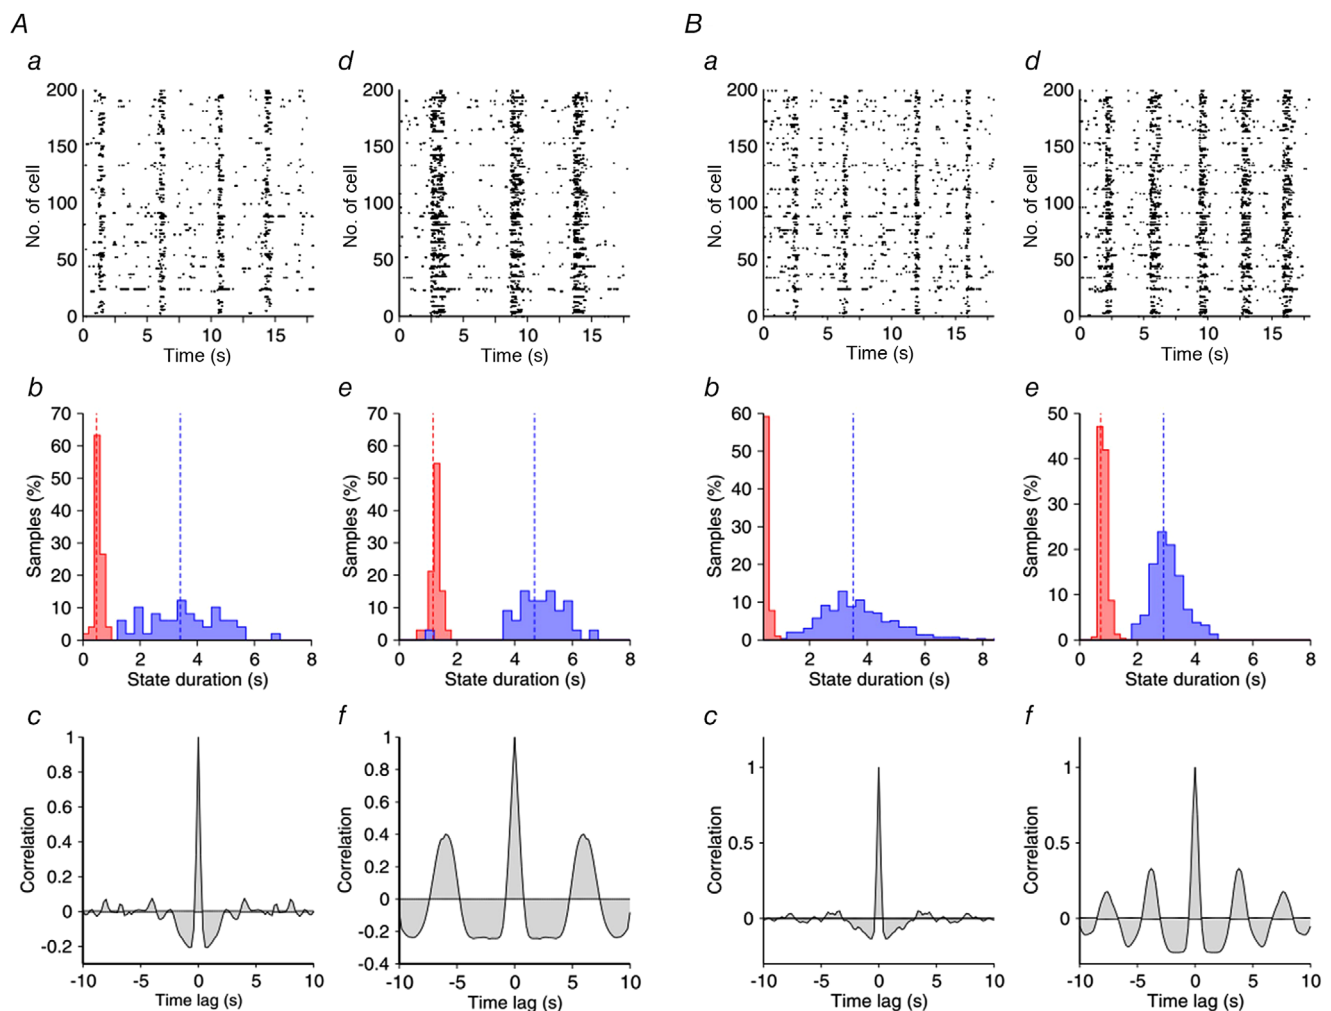 A
B
a
d
a
d
200
150
100
50
0
No. of cell
0 5 10 15
Time (s)
200
150
100
50
0
No. of cell
0 5 10 15
Time (s)
200
150
100
50
0
No. of cell
0 5 10 15
Time (s)
200
150
100
50
0
No. of cell
0 5 10 15
Time (s)
b
e
b
e
70
60
50
40
30
20
10
0
Samples (%)
0 2 4 6 8
State duration (s)
70
60
50
40
30
20
10
0
Samples (%)
0 2 4 6 8
State duration (s)
60
50
40
30
20
10
0
Samples (%)
2 4 6 8
State duration (s)
50
40
30
20
10
0
Samples (%)
0 2 4 6 8
State duration (s)
c
f
c
f
1
0.8
0.6
0.4
0.2
0
-0.2
Correlation
-10 -5 0 5 10
Time lag (s)
1
0.8
0.6
0.4
0.2
0
-0.2
-0.4
Correlation
-10 -5 0 5 10
Time lag (s)
1
0.5
0
Correlation
-10 -5 0 5 10
Time lag (s)
1
0.5
0
Correlation
-10 -5 0 5 10
Time lag (s)